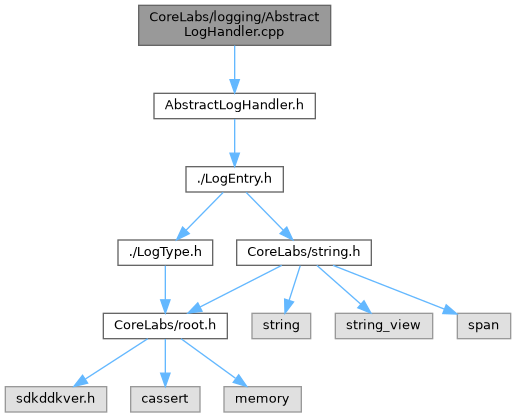 CoreLabs/logging/Abstract
LogHandler.cpp
AbstractLogHandler.h
./LogEntry.h
./LogType.h
CoreLabs/string.h
CoreLabs/root.h
string
string_view
span
sdkddkver.h
cassert
memory